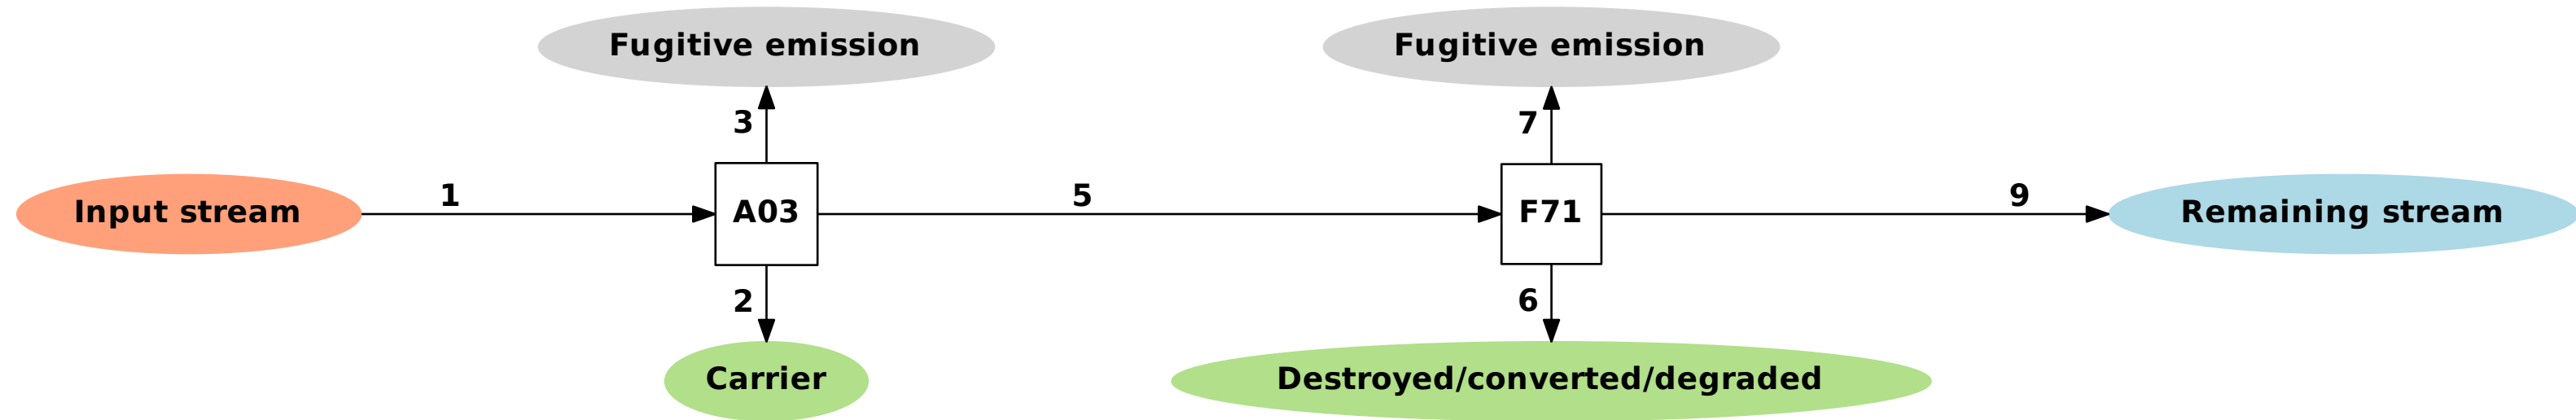 Fugitive emission
Fugitive emission
3
7
Input stream
1
A03
5
F71
9
Remaining stream
2
6
Carrier
Destroyed/converted/degraded